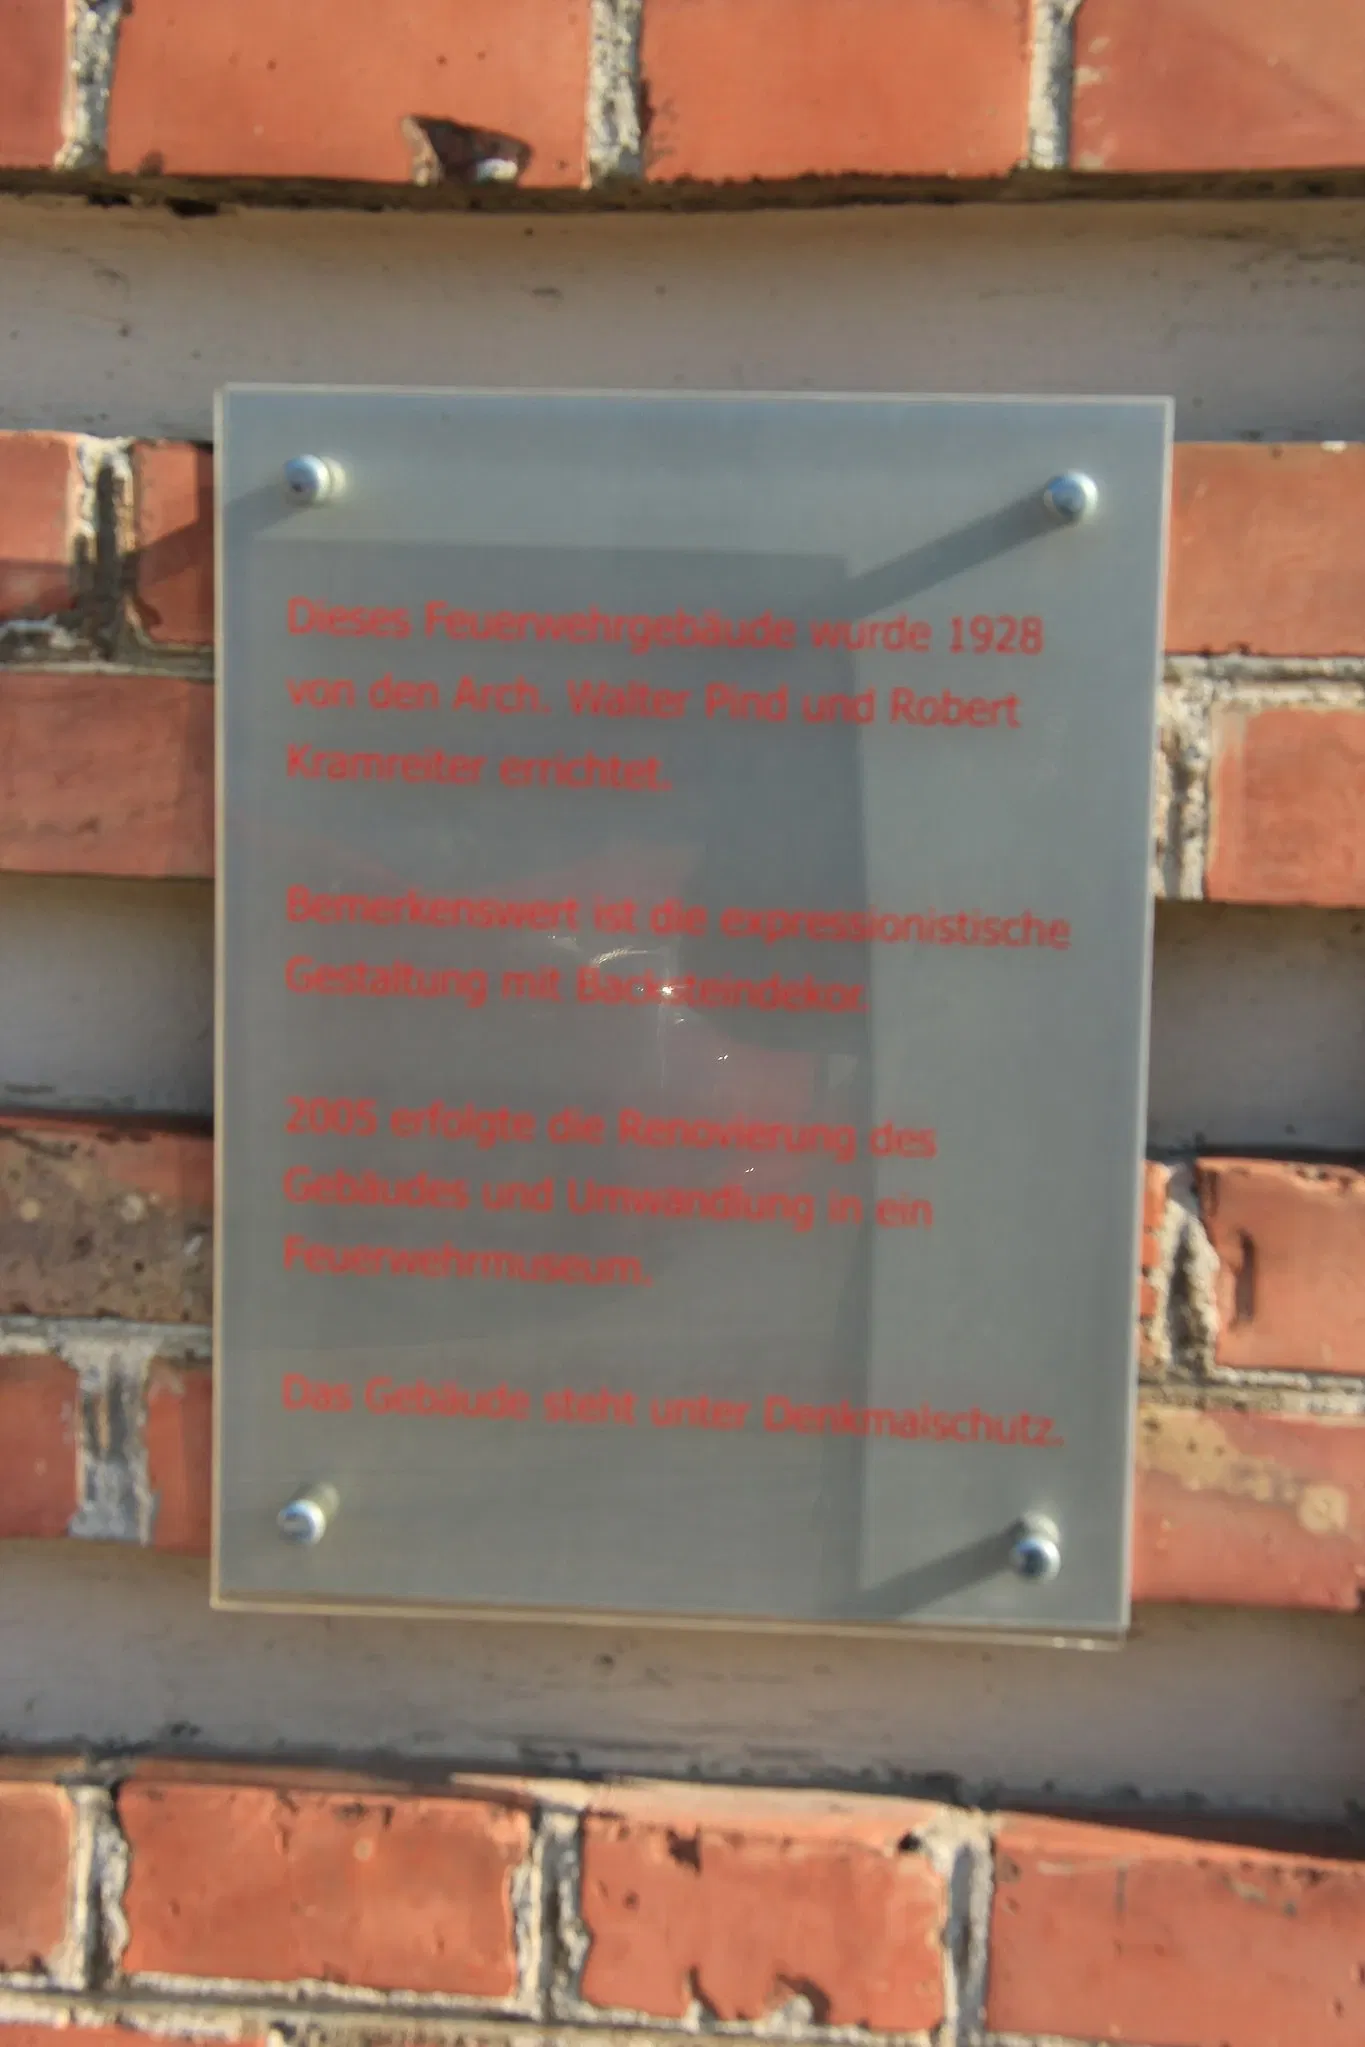 Dieses Feuerwehrgebäude wurde 1928
von den Arch. Walter Pind und Robert
Kramreiter errichtet.
Bemerkenswert ist die expressionistische
Gestaltung mit Backsteindekor.
2005 erfolgte die Renovierung des
Gebäudes und Umwandlung in ein
Feuerwehrmuseum.
Das Gebäude steht unter Denkmalschutz.